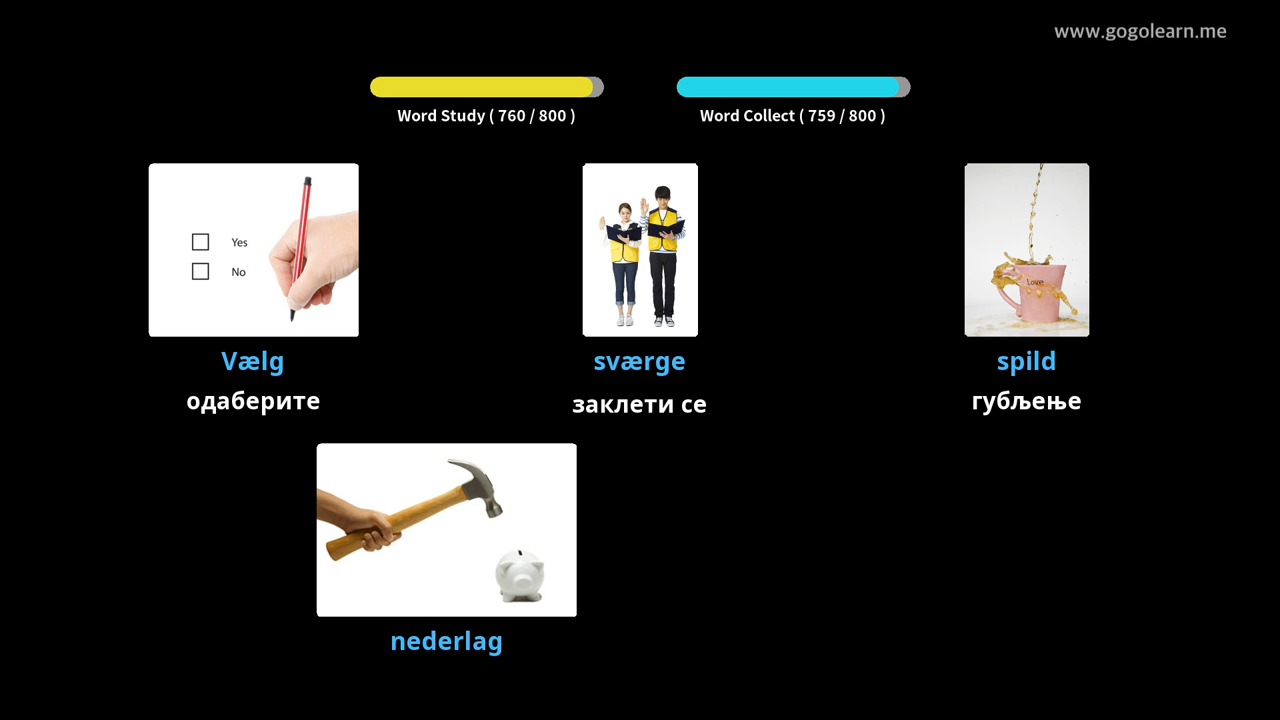 www.gogolearn.me
Word Study ( 760 / 800 )
Word Collect ( 759 / 800 )
Yes
No
Love
Vælg
sværge
spild
одаберите
заклети се
губљење
nederlag